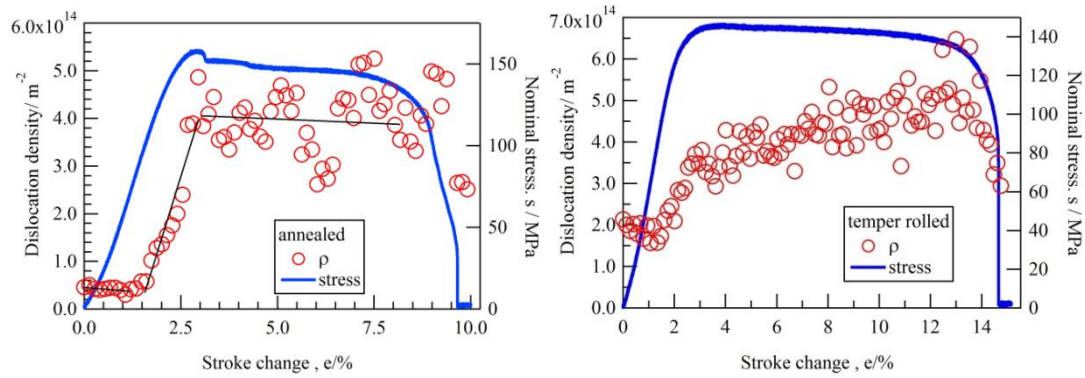 6.0x10^14
5.0
4.0
3.0
2.0
1.0
0.0
Dislocation density/ m^-2
0.0
2.5
5.0
7.5
10.0
Stroke change , e/%
150
100
50
0
Nominal stress. s / MPa
annealed
ρ
stress
7.0x10^14
6.0
5.0
4.0
3.0
2.0
1.0
0.0
Dislocation density/ m^-2
0
2
4
6
8
10
12
14
Stroke change , e/%
140
120
100
80
60
40
20
0
Nominal stress. s / MPa
temper rolled
ρ
stress